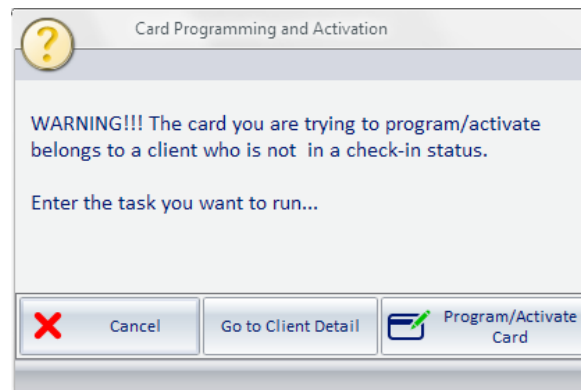 Card Programming and Activation
WARNING!!! The card you are trying to program/activate
belongs to a client who is not in a check-in status.
Enter the task you want to run...
Cancel
Go to Client Detail
Program/Activate
Card